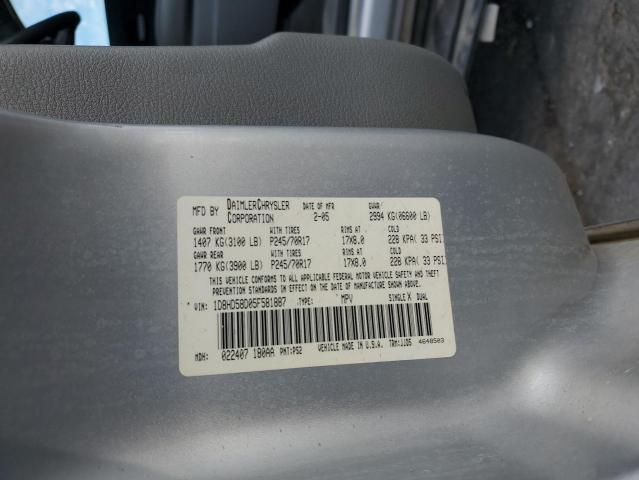 MFD BY DAIMLERCHRYSLER CORPORATION DATE OF MFR 2-05 GVWR 2994 KG(06600 LB)
GAWR FRONT WITH TIRES RIMS AT COLD
1407 KG(3100 LB) P245/70R17 17X8.0 228 KPA( 33 PSI)
GAWR REAR WITH TIRES RIMS AT COLD
1770 KG(3900 LB) P245/70R17 17X8.0 228 KPA( 33 PSI)
THIS VEHICLE CONFORMS TO ALL APPLICABLE FEDERAL MOTOR VEHICLE SAFETY AND THEFT
PREVENTION STANDARDS IN EFFECT ON THE DATE OF MANUFACTURE SHOWN ABOVE.
VIN: 1D8HD58D05F581887 TYPE: MPV SINGLE X DUAL
MDH: 022407 180AA PNT:PS2 VEHICLE MADE IN U.S.A. TRM:11D5 4648503